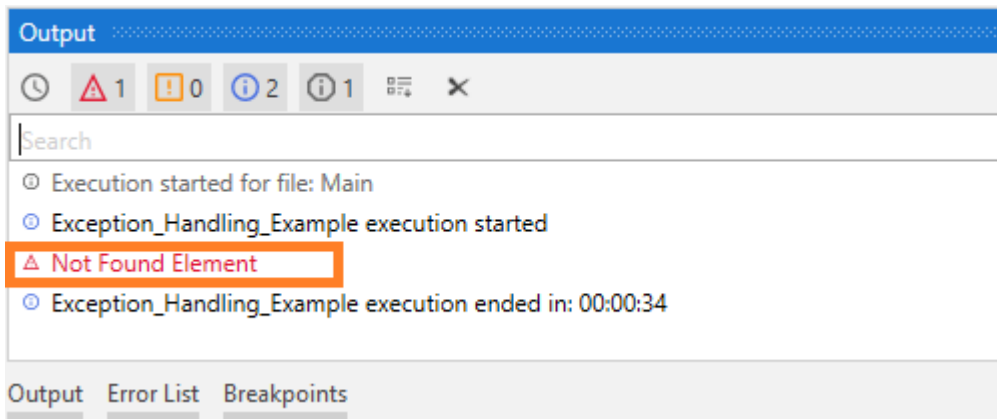 Output
1 0 2 1
Search
Execution started for file: Main
Exception_Handling_Example execution started
Not Found Element
Exception_Handling_Example execution ended in: 00:00:34
Output Error List Breakpoints